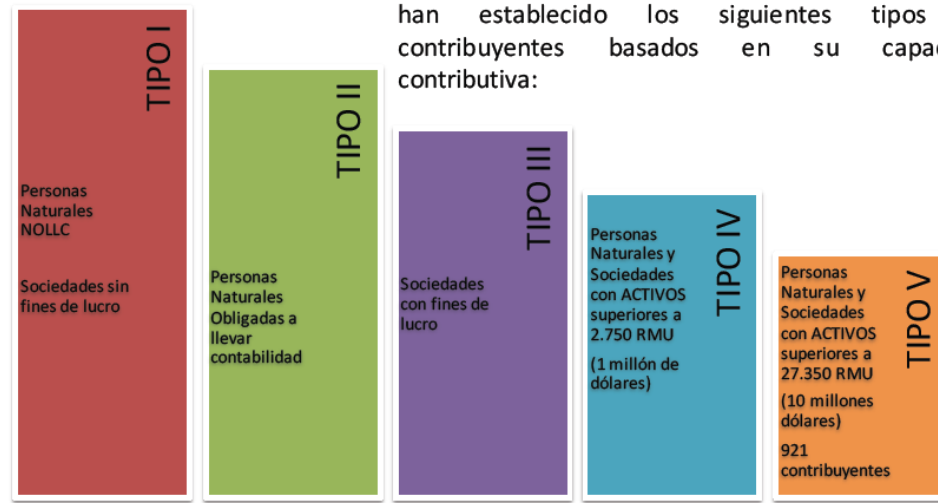 han establecido los siguientes tipos
contribuyentes basados en su
contributiva:
TIPO I
Personas
Naturales
NOLLC
Sociedades sin
fines de lucro
TIPO II
Personas
Naturales
Obligadas a
llevar
contabilidad
TIPO III
Sociedades
con fines de
lucro
TIPO IV
Personas
Naturales y
Sociedades
con ACTIVOS
superiores a
2.750 RMU
(1 millón de
dólares)
TIPO V
Personas
Naturales y
Sociedades
con ACTIVOS
superiores a
27.350 RMU
(10 millones
dólares)
921
contribuyentes